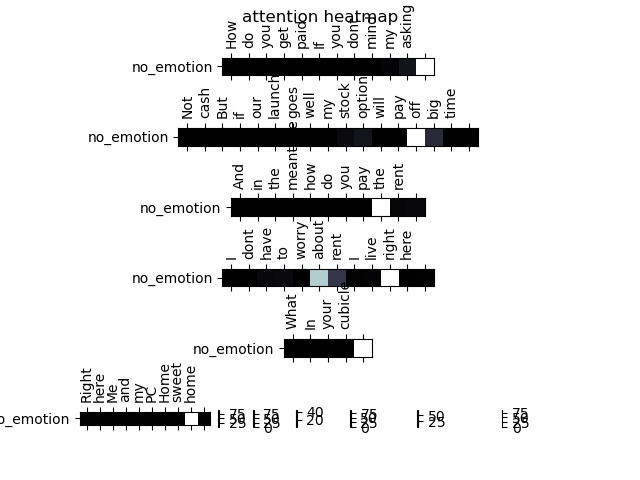 attention heatmap
How do you get paid If you dont mind my asking
no_emotion
Not cash But if our launch goes well my stock option will pay off big time
no_emotion
And in the meantime how do you pay the rent
no_emotion
I dont have to worry about rent I live right here
no_emotion
What In your cubicle
no_emotion
Right here Me and my PC Home sweet home
o_emotion
75 75 40 75 50 75
50 50 20 50 25 50
25 25 25 25
0 0 0